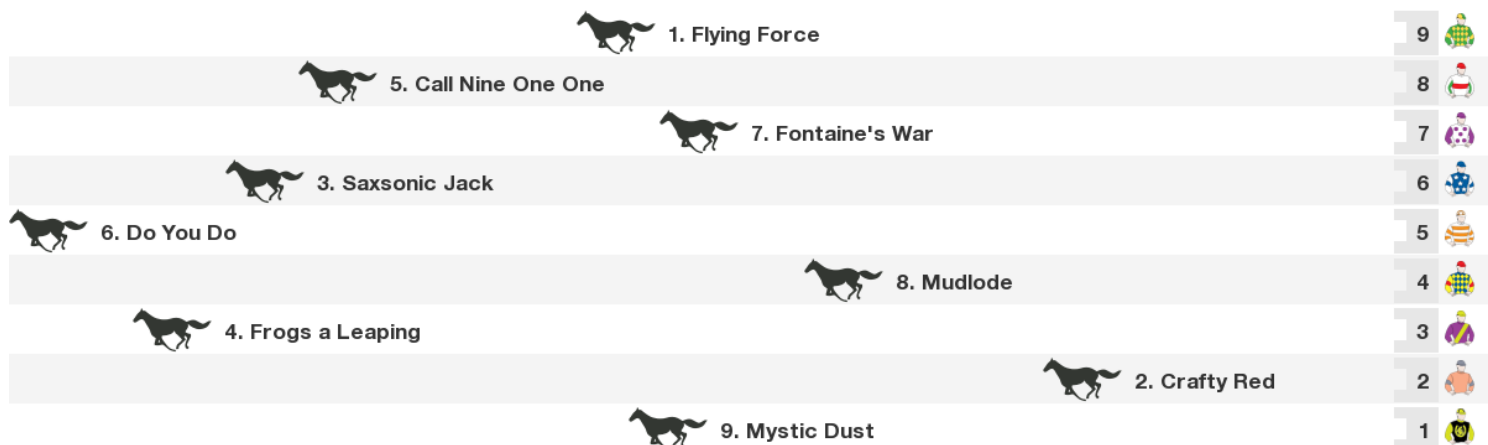 1. Flying Force 9
5. Call Nine One One 8
7. Fontaine's War 7
3. Saxsonic Jack 6
6. Do You Do 5
8. Mudlode 4
4. Frogs a Leaping 3
2. Crafty Red 2
9. Mystic Dust 1